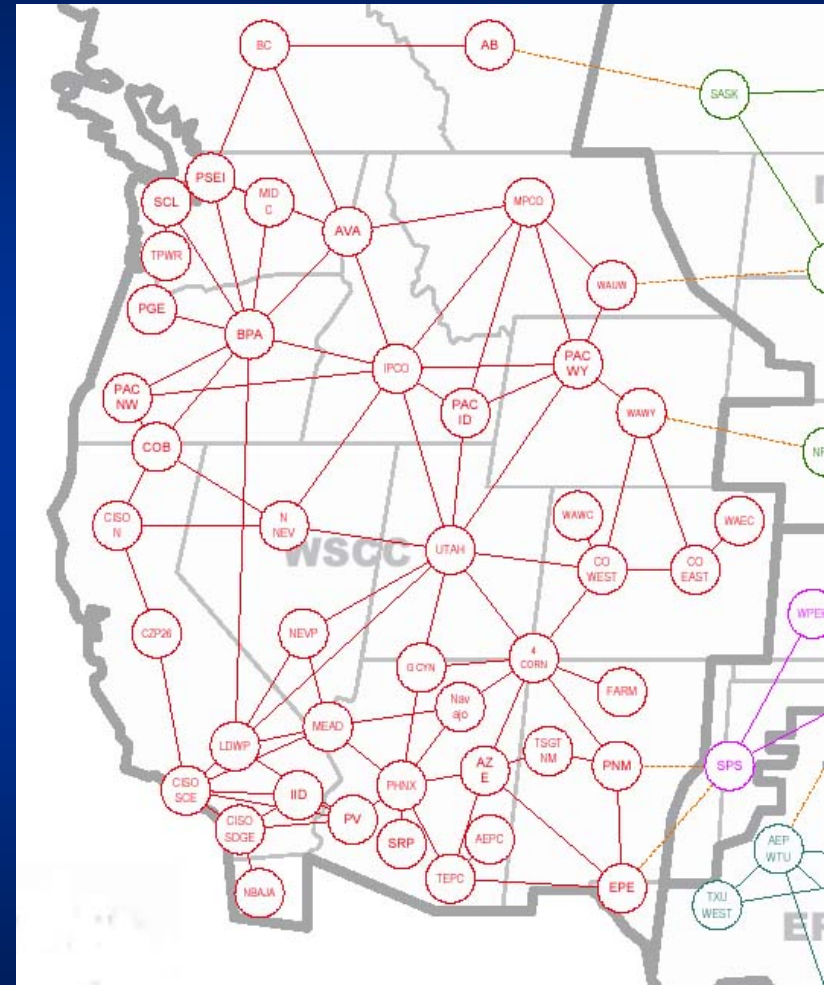 BC
AB
SASK
PSEI
SCL
MID
C
MPCO
AVA
TPWR
WAUW
PGE
BPA
IPCO
PAC
WY
PAC
NW
PAC
ID
WAWY
COB
CISO
N
N
NEV
WSCC
UTAH
WAWC
WAEC
CO
WEST
CO
EAST
CZP26
NEVP
G CYN
4
CORN
FARM
Nav
ajo
MEAD
LDWP
TSGT
NM
AZ
E
PNM
SPS
CISO
SCE
IID
PHNX
PV
CISO
SDGE
SRP
AEPC
AEP
WTU
TEPC
EPE
NBAJA
TXU
WEST